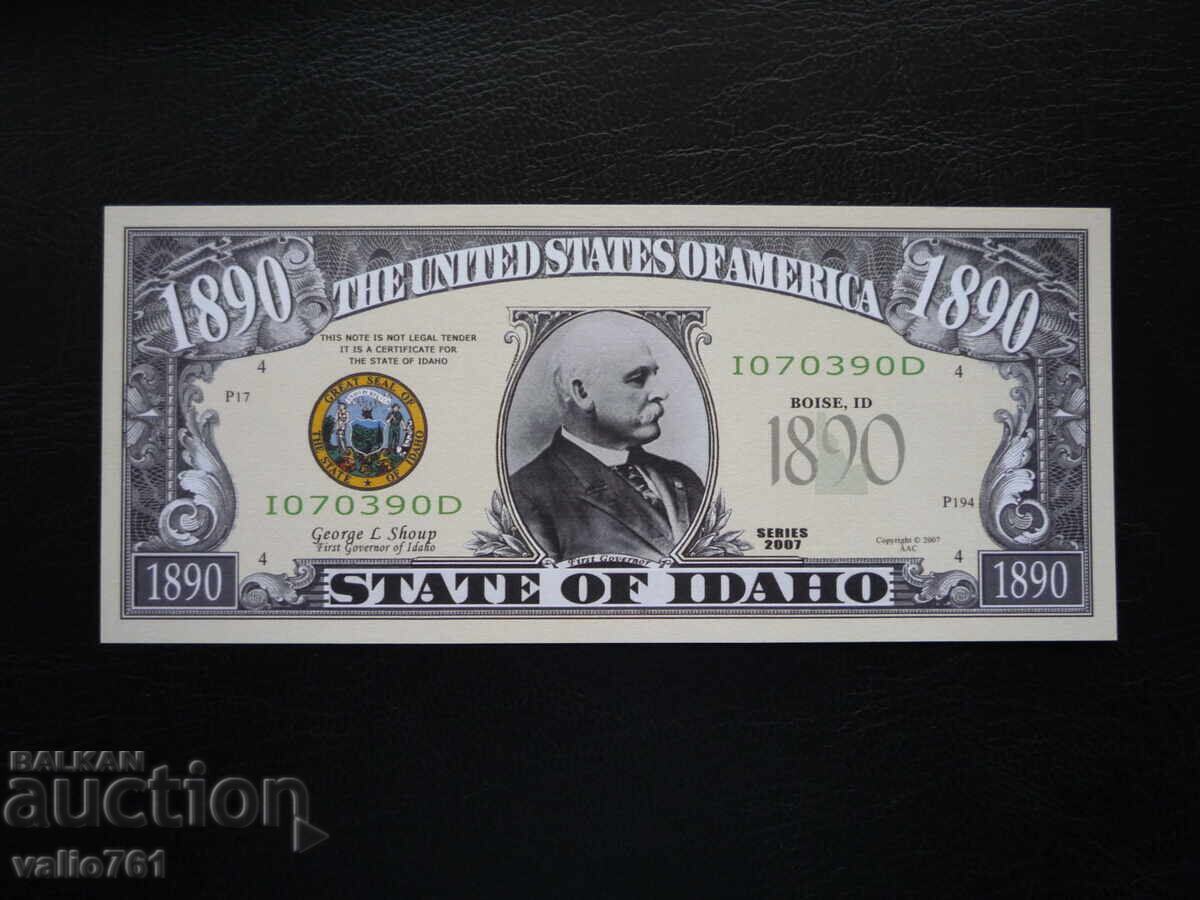 1890
THE UNITED STATES OF AMERICA
1890
THIS NOTE IS NOT LEGAL TENDER
IT IS A CERTIFICATE FOR
THE STATE OF IDAHO
4
P17
GREAT SEAL OF
THE STATE OF IDAHO
I070390D
I070390D
4
BOISE, ID
1890
P194
George L Shoup
First Governor of Idaho
4
First Governor
SERIES
2007
Copyright © 2007
AAC
4
1890
STATE OF IDAHO
1890
BALKAN
auction
valio761